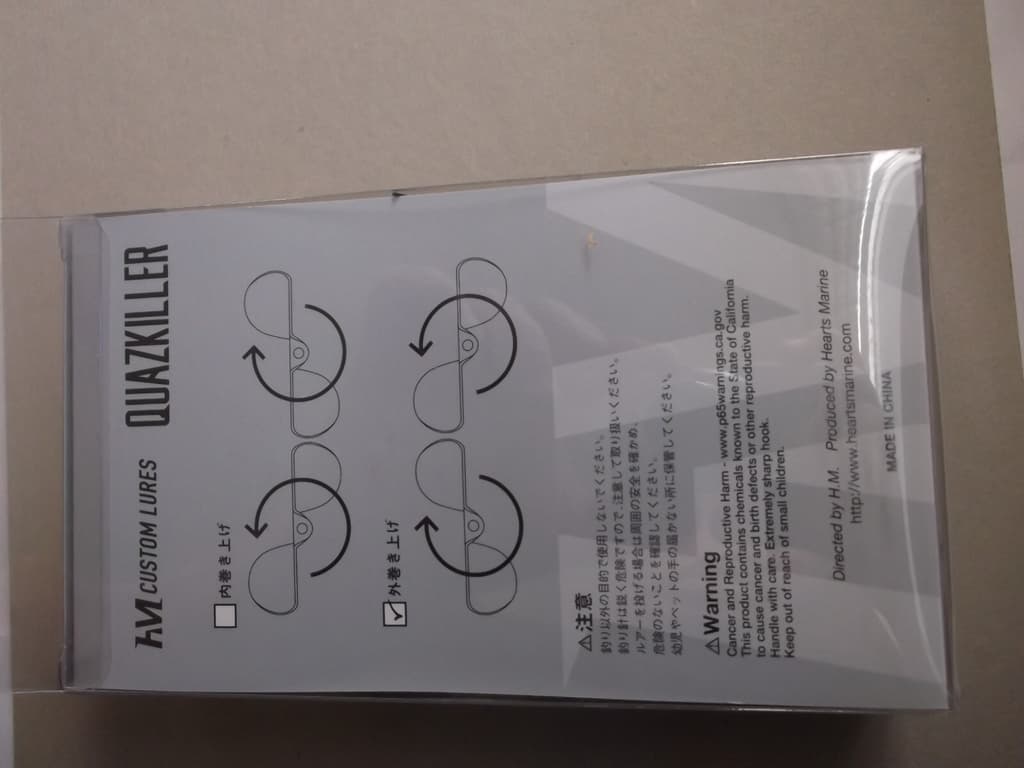 hM CUSTOM LURES QUAZKILLER
内巻き上げ
外巻き上げ
⚠注意
釣り以外の目的で使用しないでください。
釣り針は鋭く危険ですので、注意して取り扱いください。
ルアーを投げる場合は周囲の安全を確かめ、
危険のないことを確認してください。
幼児やペットの手の届かない所に保管してください。
⚠Warning
Cancer and Reproductive Harm - www.p65warnings.ca.gov
This product contains chemicals known to the State of California
to cause cancer and birth defects or other reproductive harm.
Handle with care. Extremely sharp hook.
Keep out of reach of small children.
Directed by H.M. Produced by Hearts Marine
http://www.heartsmarine.com
MADE IN CHINA